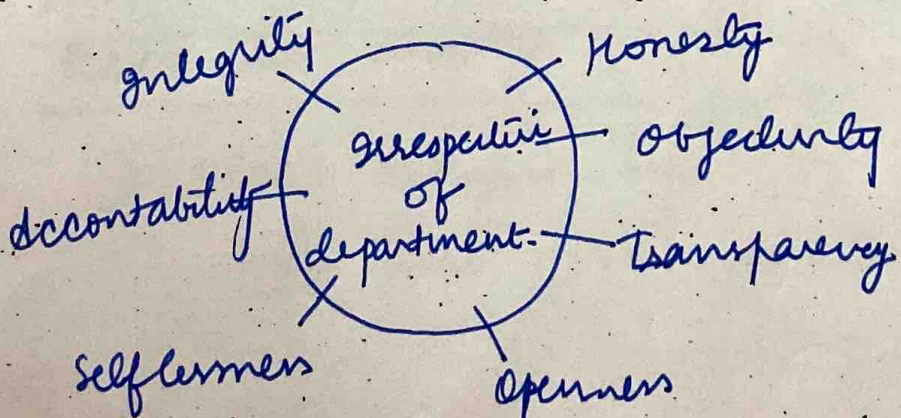 Integrity
Honesty
Irrespective
of
department.
Objectivity
Accontability
Transparency
Selflessness
Openness